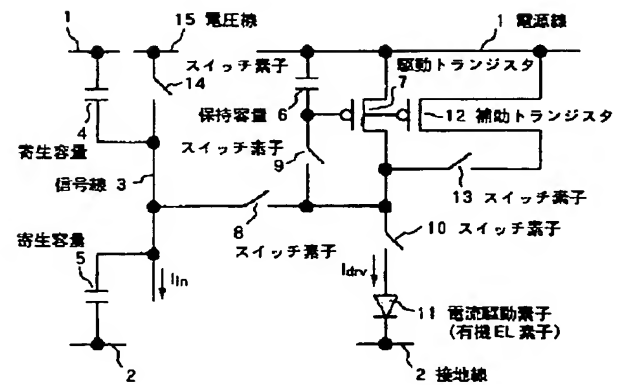 1
15 電圧線
1 電源線
スイッチ素子
14
駆動トランジスタ
7
保持容量
6
12 補助トランジスタ
4
寄生容量
スイッチ素子
9
信号線 3
13 スイッチ素子
8
スイッチ素子
10 スイッチ素子
寄生容量
5
Iin
Idrv
11 電流駆動素子
(有機EL素子)
2
2 接地線